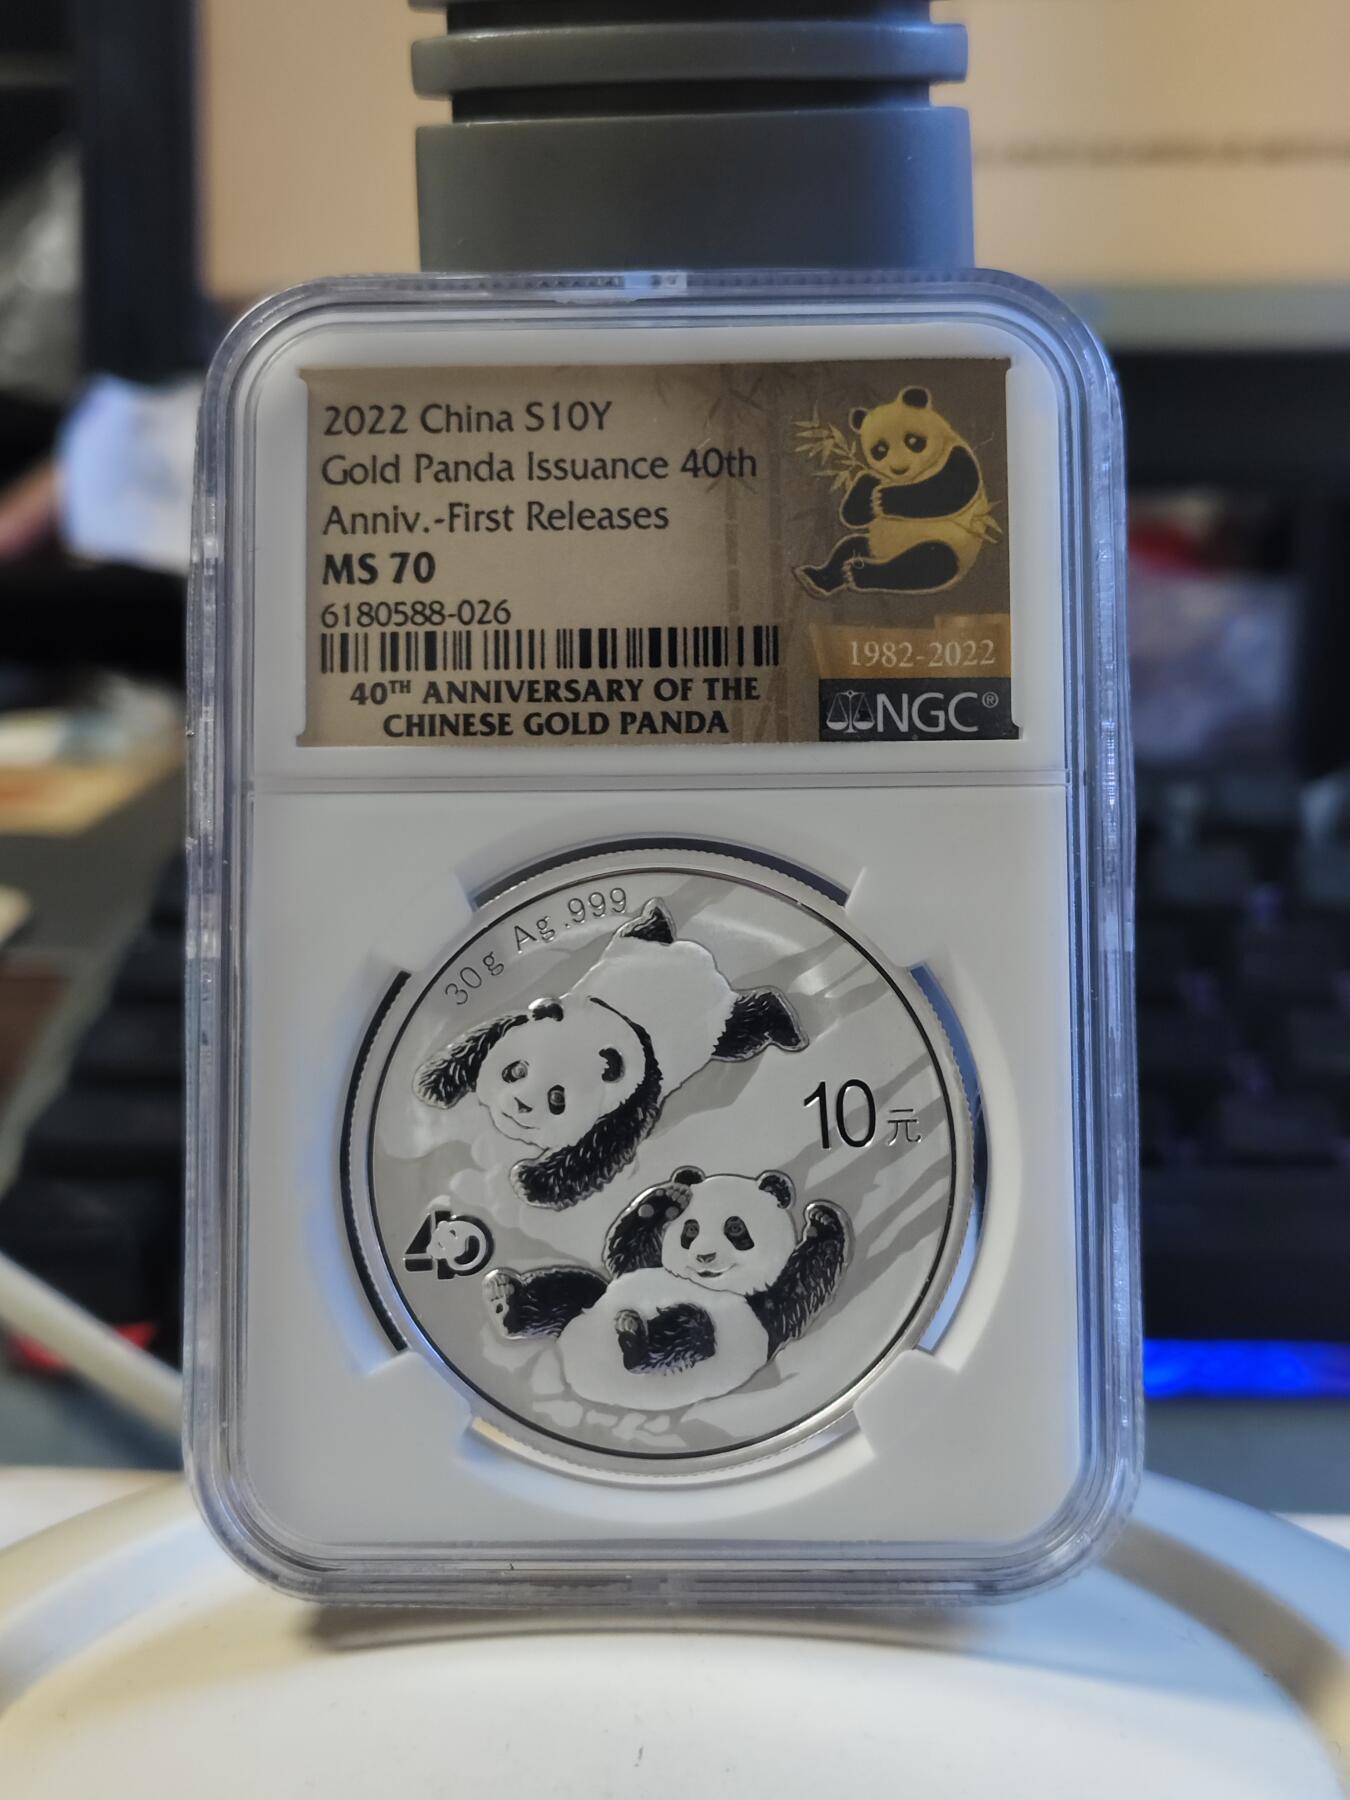 2022 China S10Y
Gold Panda Issuance 40th
Anniv.-First Releases
MS 70
6180588-026
40TH ANNIVERSARY OF THE
CHINESE GOLD PANDA
1982-2022
NGC®
30g Ag.999
10元
40